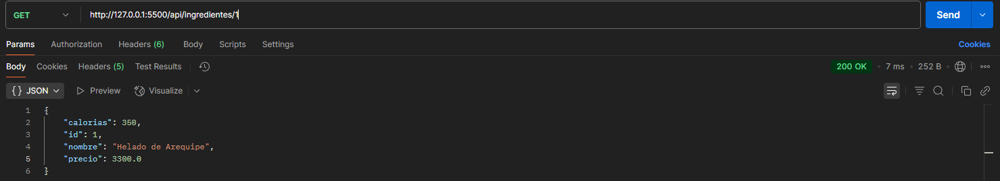 GET http://127.0.0.1:5500/api/ingredientes/1 Send
Params Authorization Headers (6) Body Scripts Settings Cookies
Body Cookies Headers (5) Test Results 200 OK • 7 ms • 252 B
{} JSON Preview Visualize
1 {
2 "calorias": 350,
3 "id": 1,
4 "nombre": "Helado de Arequipe",
5 "precio": 3300.0
6 }